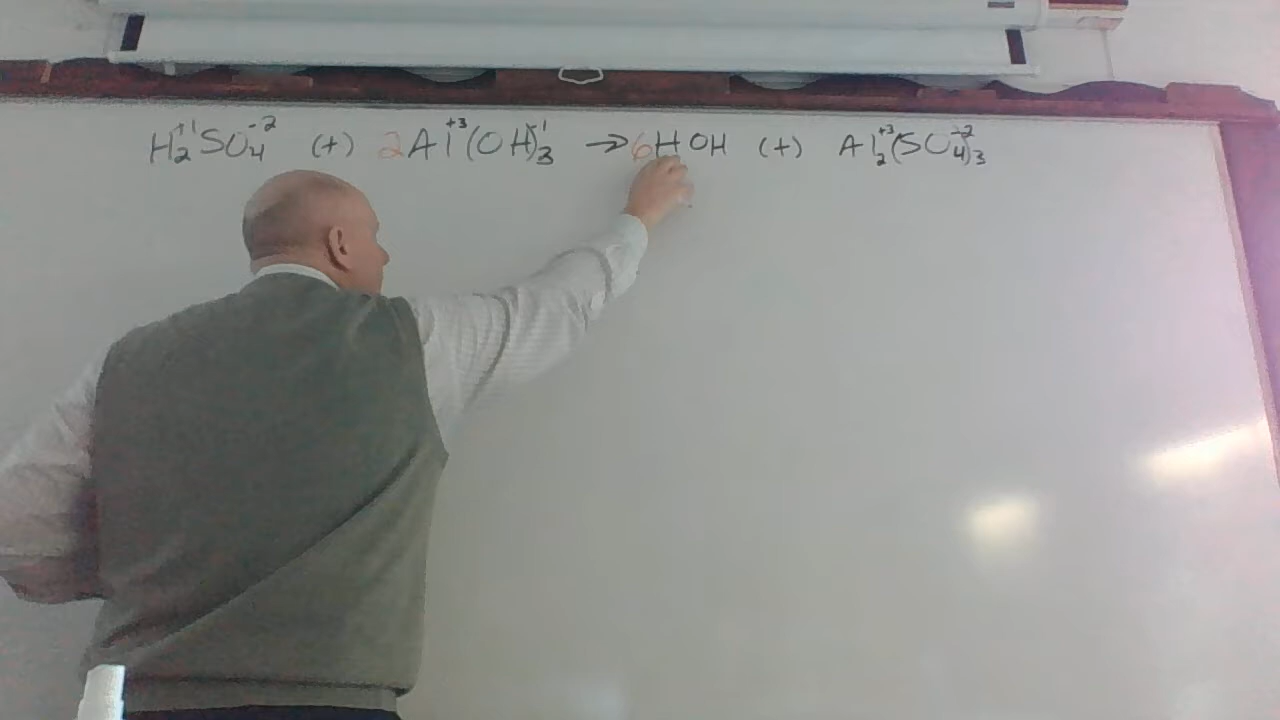 H₂⁺¹SO₄⁻² (+) 2Al⁺³(OH)₃⁻¹ → 6HOH (+) Al₂⁺³(SO₄)₃⁻²